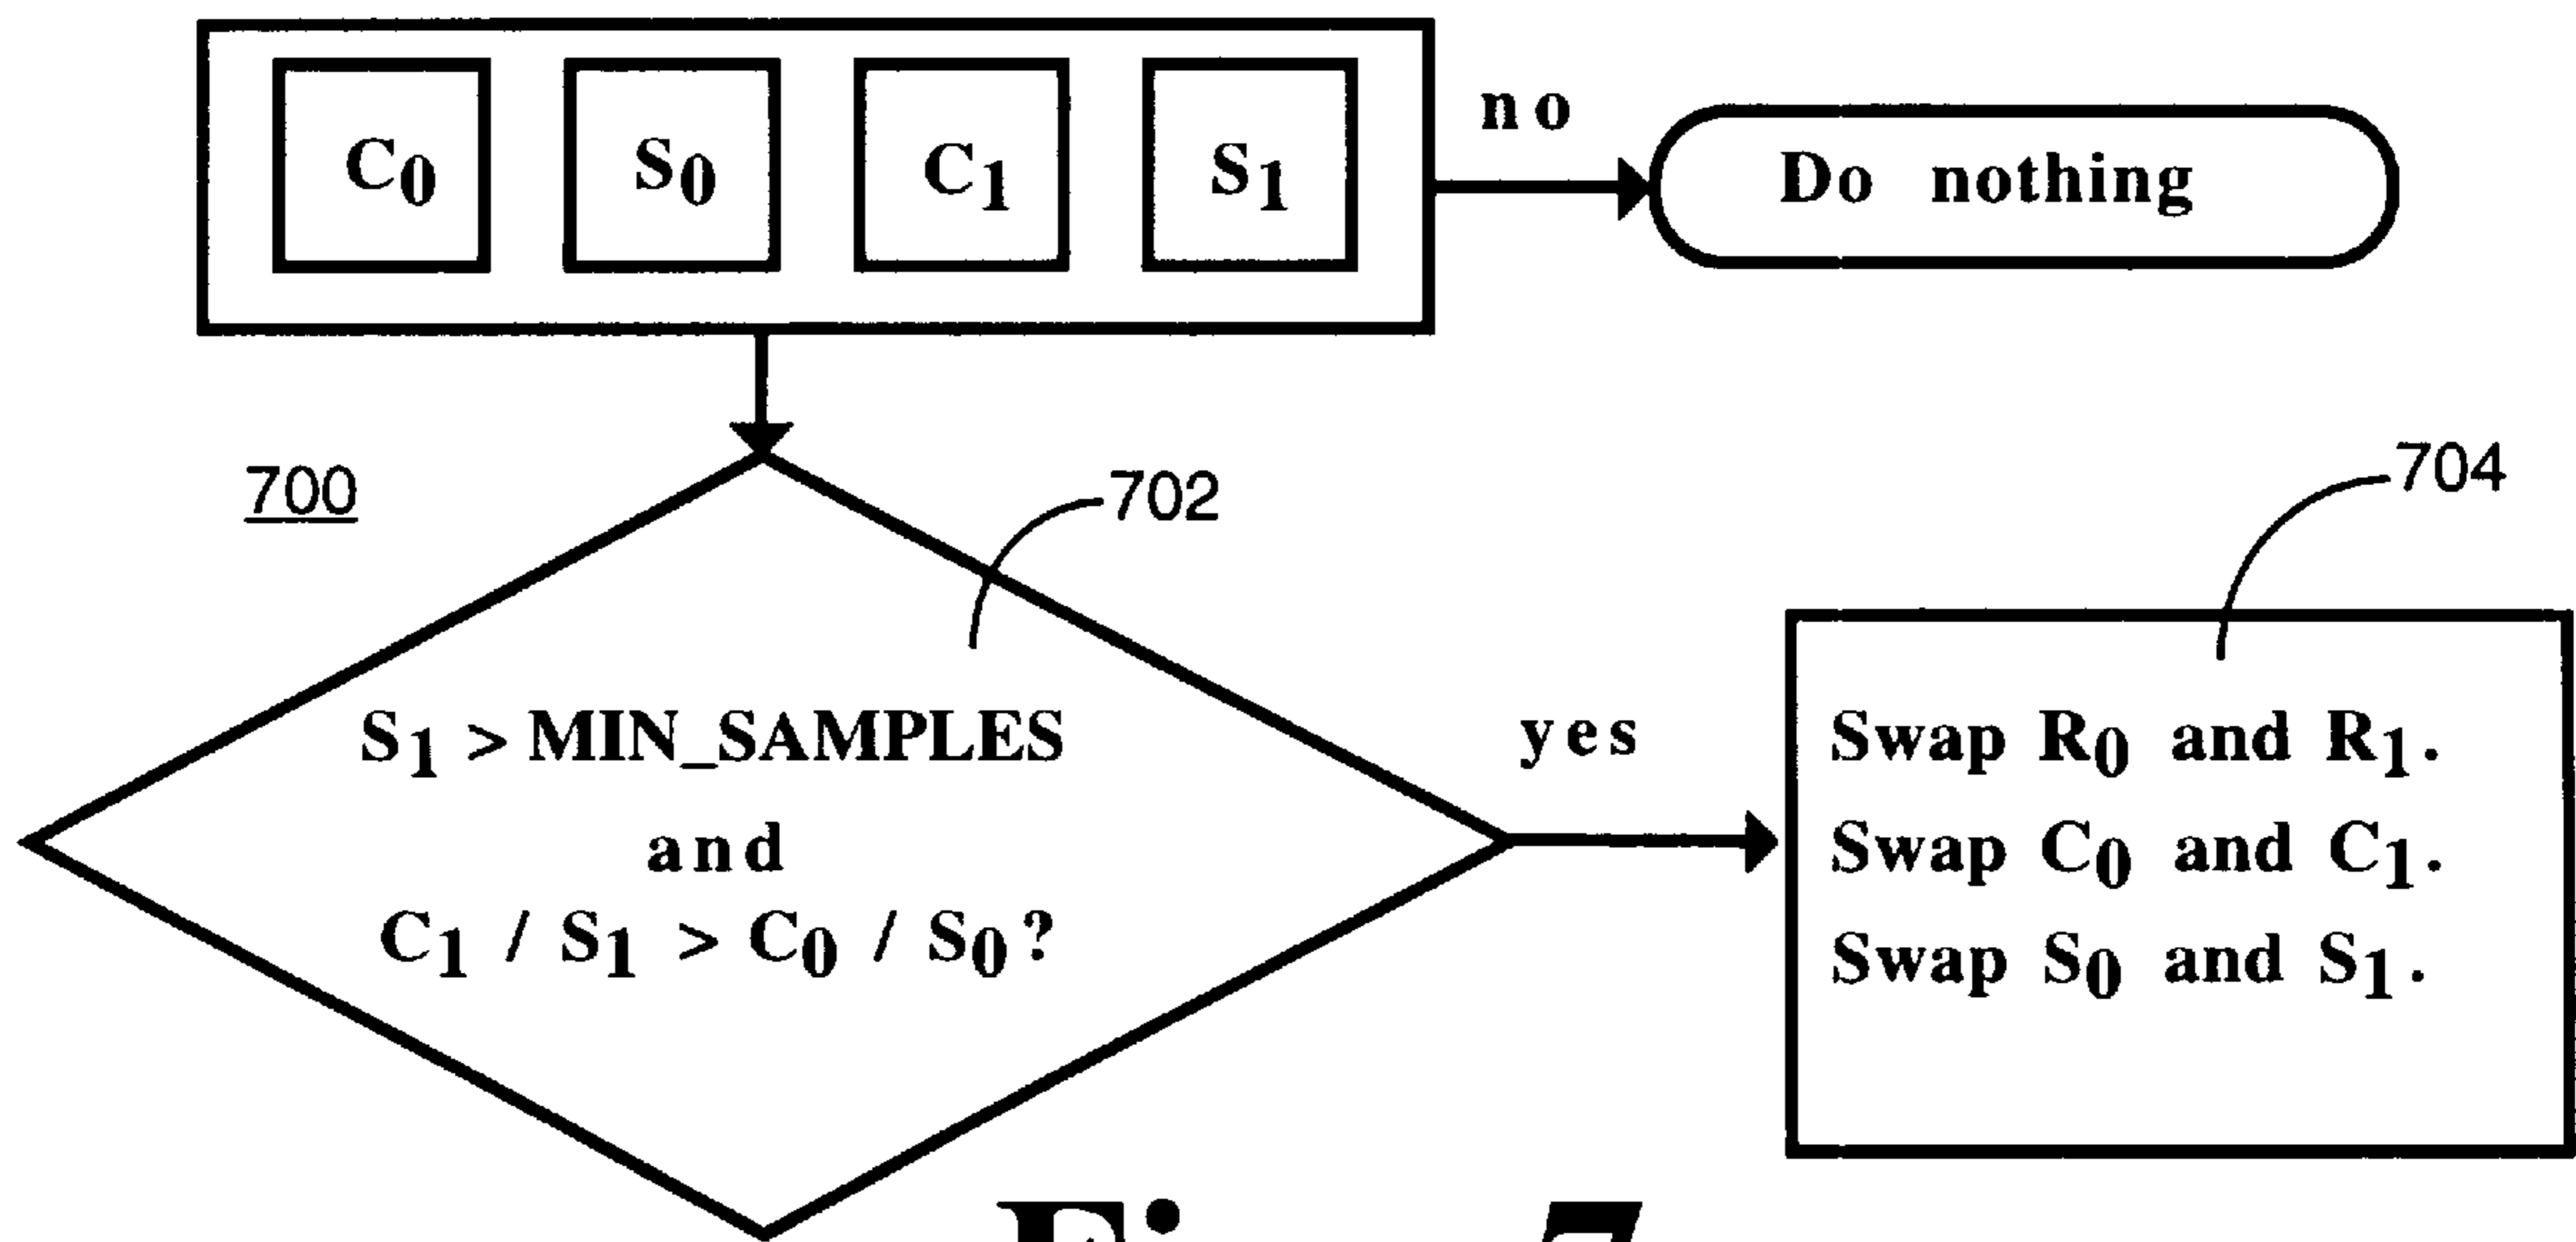 C0 S0 C1 S1
no
Do nothing
700
702
704
S1 > MIN_SAMPLES
and
C1 / S1 > C0 / S0?
yes
Swap R0 and R1.
Swap C0 and C1.
Swap S0 and S1.